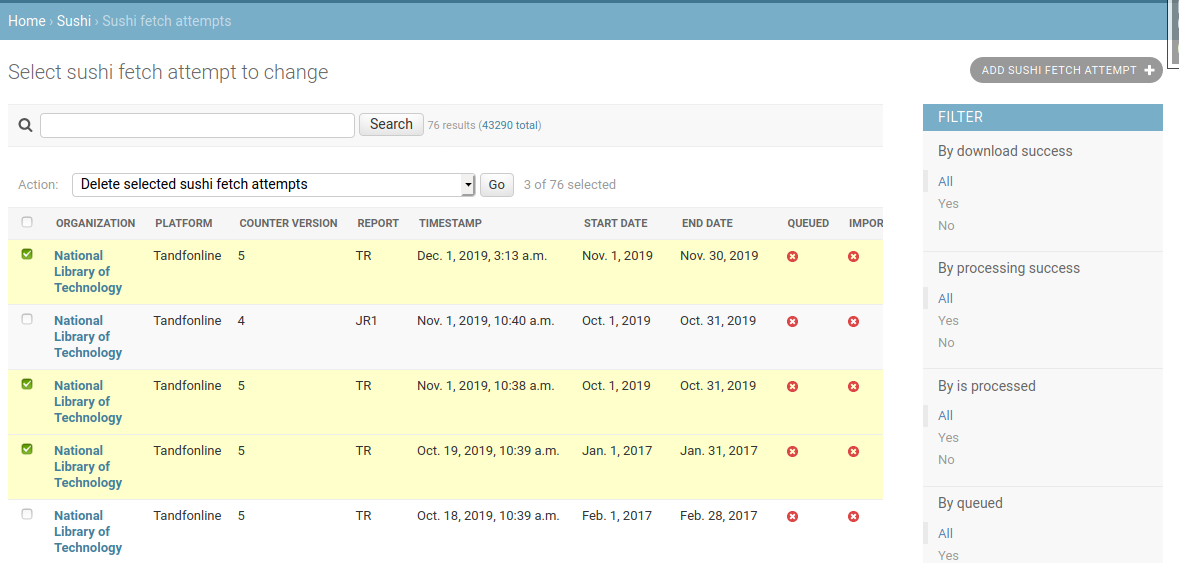 Home › Sushi › Sushi fetch attempts
Select sushi fetch attempt to change
ADD SUSHI FETCH ATTEMPT +
Search 76 results (43290 total)
Action: Delete selected sushi fetch attempts Go 3 of 76 selected
ORGANIZATION PLATFORM COUNTER VERSION REPORT TIMESTAMP START DATE END DATE QUEUED IMPOR
National Library of Technology Tandfonline 5 TR Dec. 1, 2019, 3:13 a.m. Nov. 1, 2019 Nov. 30, 2019
National Library of Technology Tandfonline 4 JR1 Nov. 1, 2019, 10:40 a.m. Oct. 1, 2019 Oct. 31, 2019
National Library of Technology Tandfonline 5 TR Nov. 1, 2019, 10:38 a.m. Oct. 1, 2019 Oct. 31, 2019
National Library of Technology Tandfonline 5 TR Oct. 19, 2019, 10:39 a.m. Jan. 1, 2017 Jan. 31, 2017
National Library of Technology Tandfonline 5 TR Oct. 18, 2019, 10:39 a.m. Feb. 1, 2017 Feb. 28, 2017
FILTER
By download success
All
Yes
No
By processing success
All
Yes
No
By is processed
All
Yes
No
By queued
All
Yes